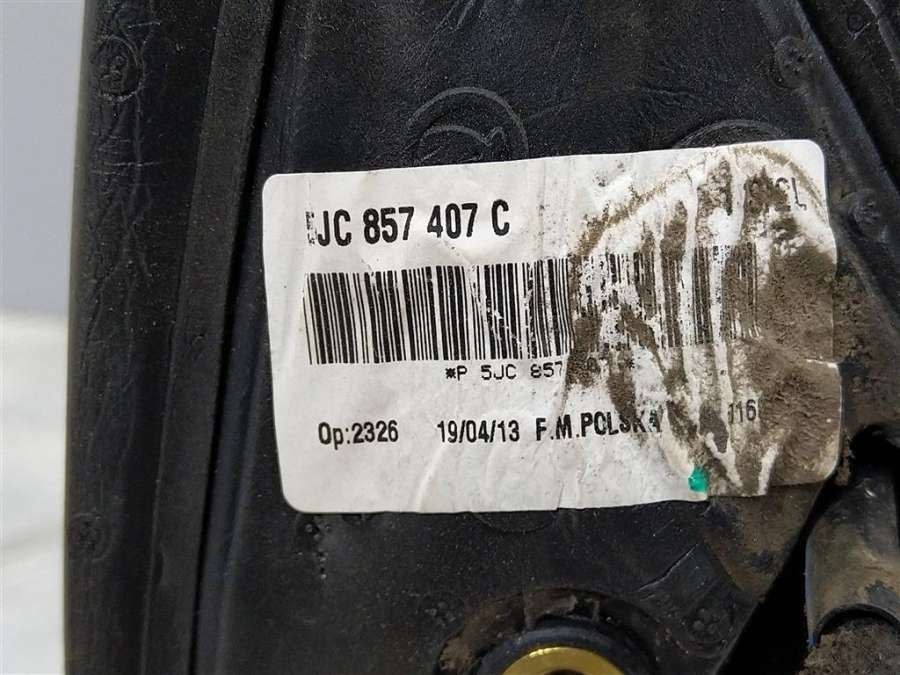 5JC 857 407 C
*P 5JC 857
Op:2326 19/04/13 F.M.POLSKA